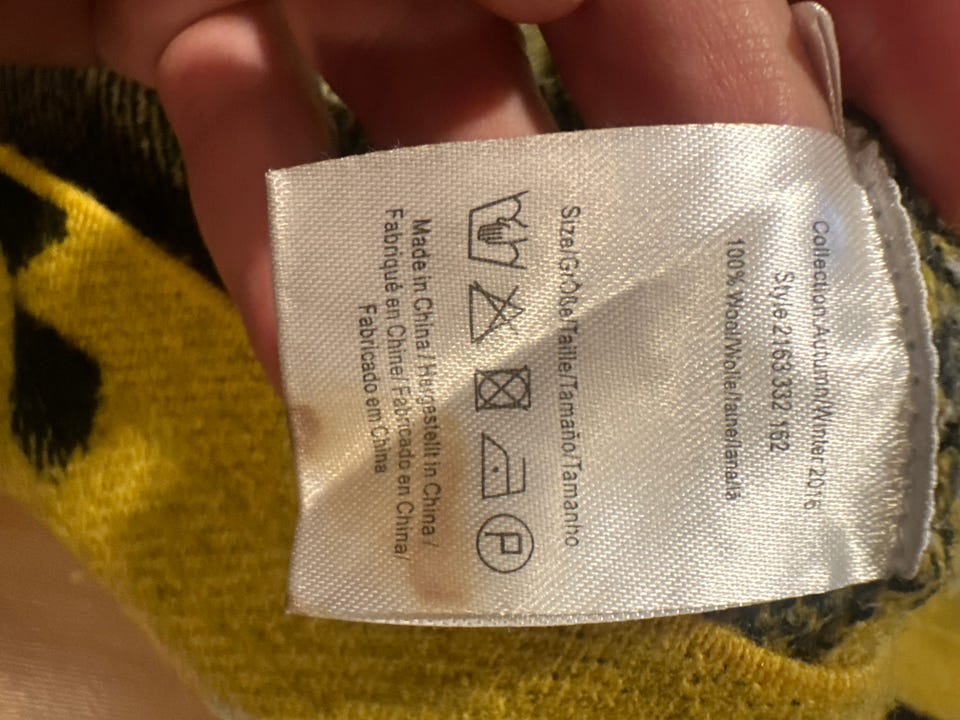 Collection Autumn/Winter 2016
Style 2163 332 162
100% Wool/Wolle/laine/lana/lã
Size/Größe/Taille/Tamaño/Tamanho
P
Made in China / Hergestellt in China /
Fabriqué en Chine/ Fabricado en China/
Fabricado em China